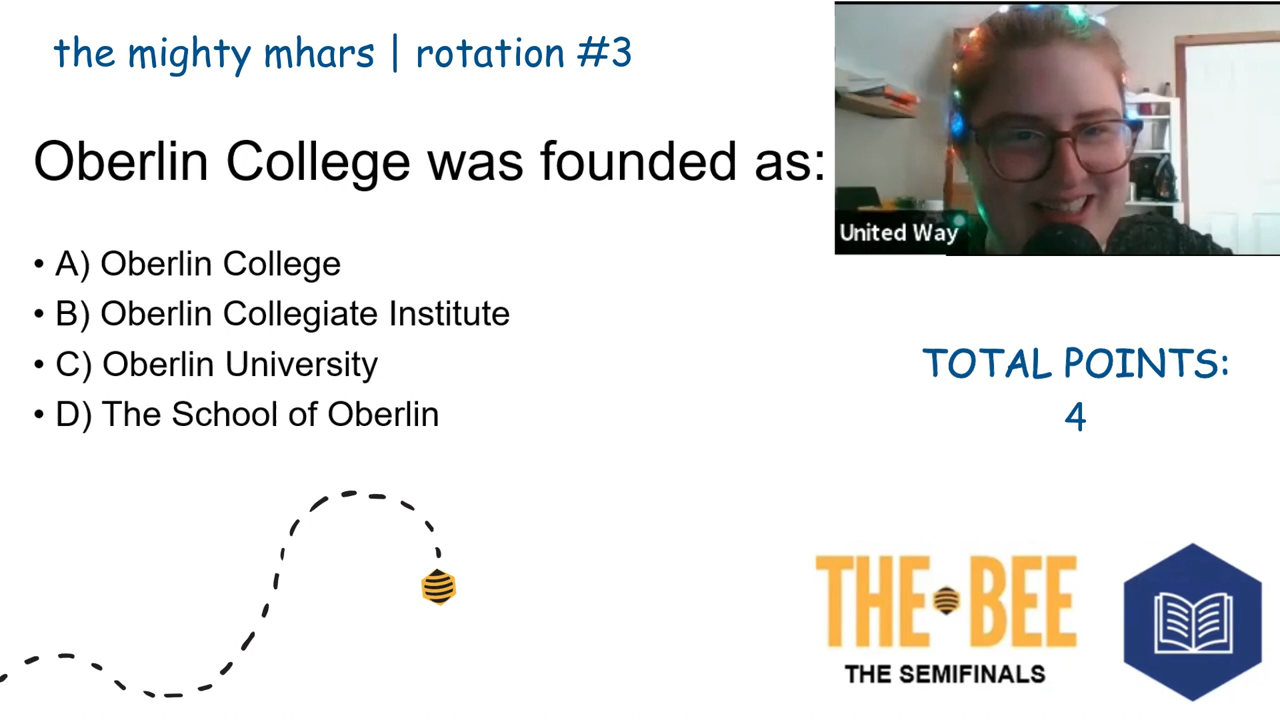 the mighty mhars | rotation #3
Oberlin College was founded as:
• A) Oberlin College
• B) Oberlin Collegiate Institute
• C) Oberlin University
• D) The School of Oberlin
United Way
TOTAL POINTS:
4
THE BEE
THE SEMIFINALS